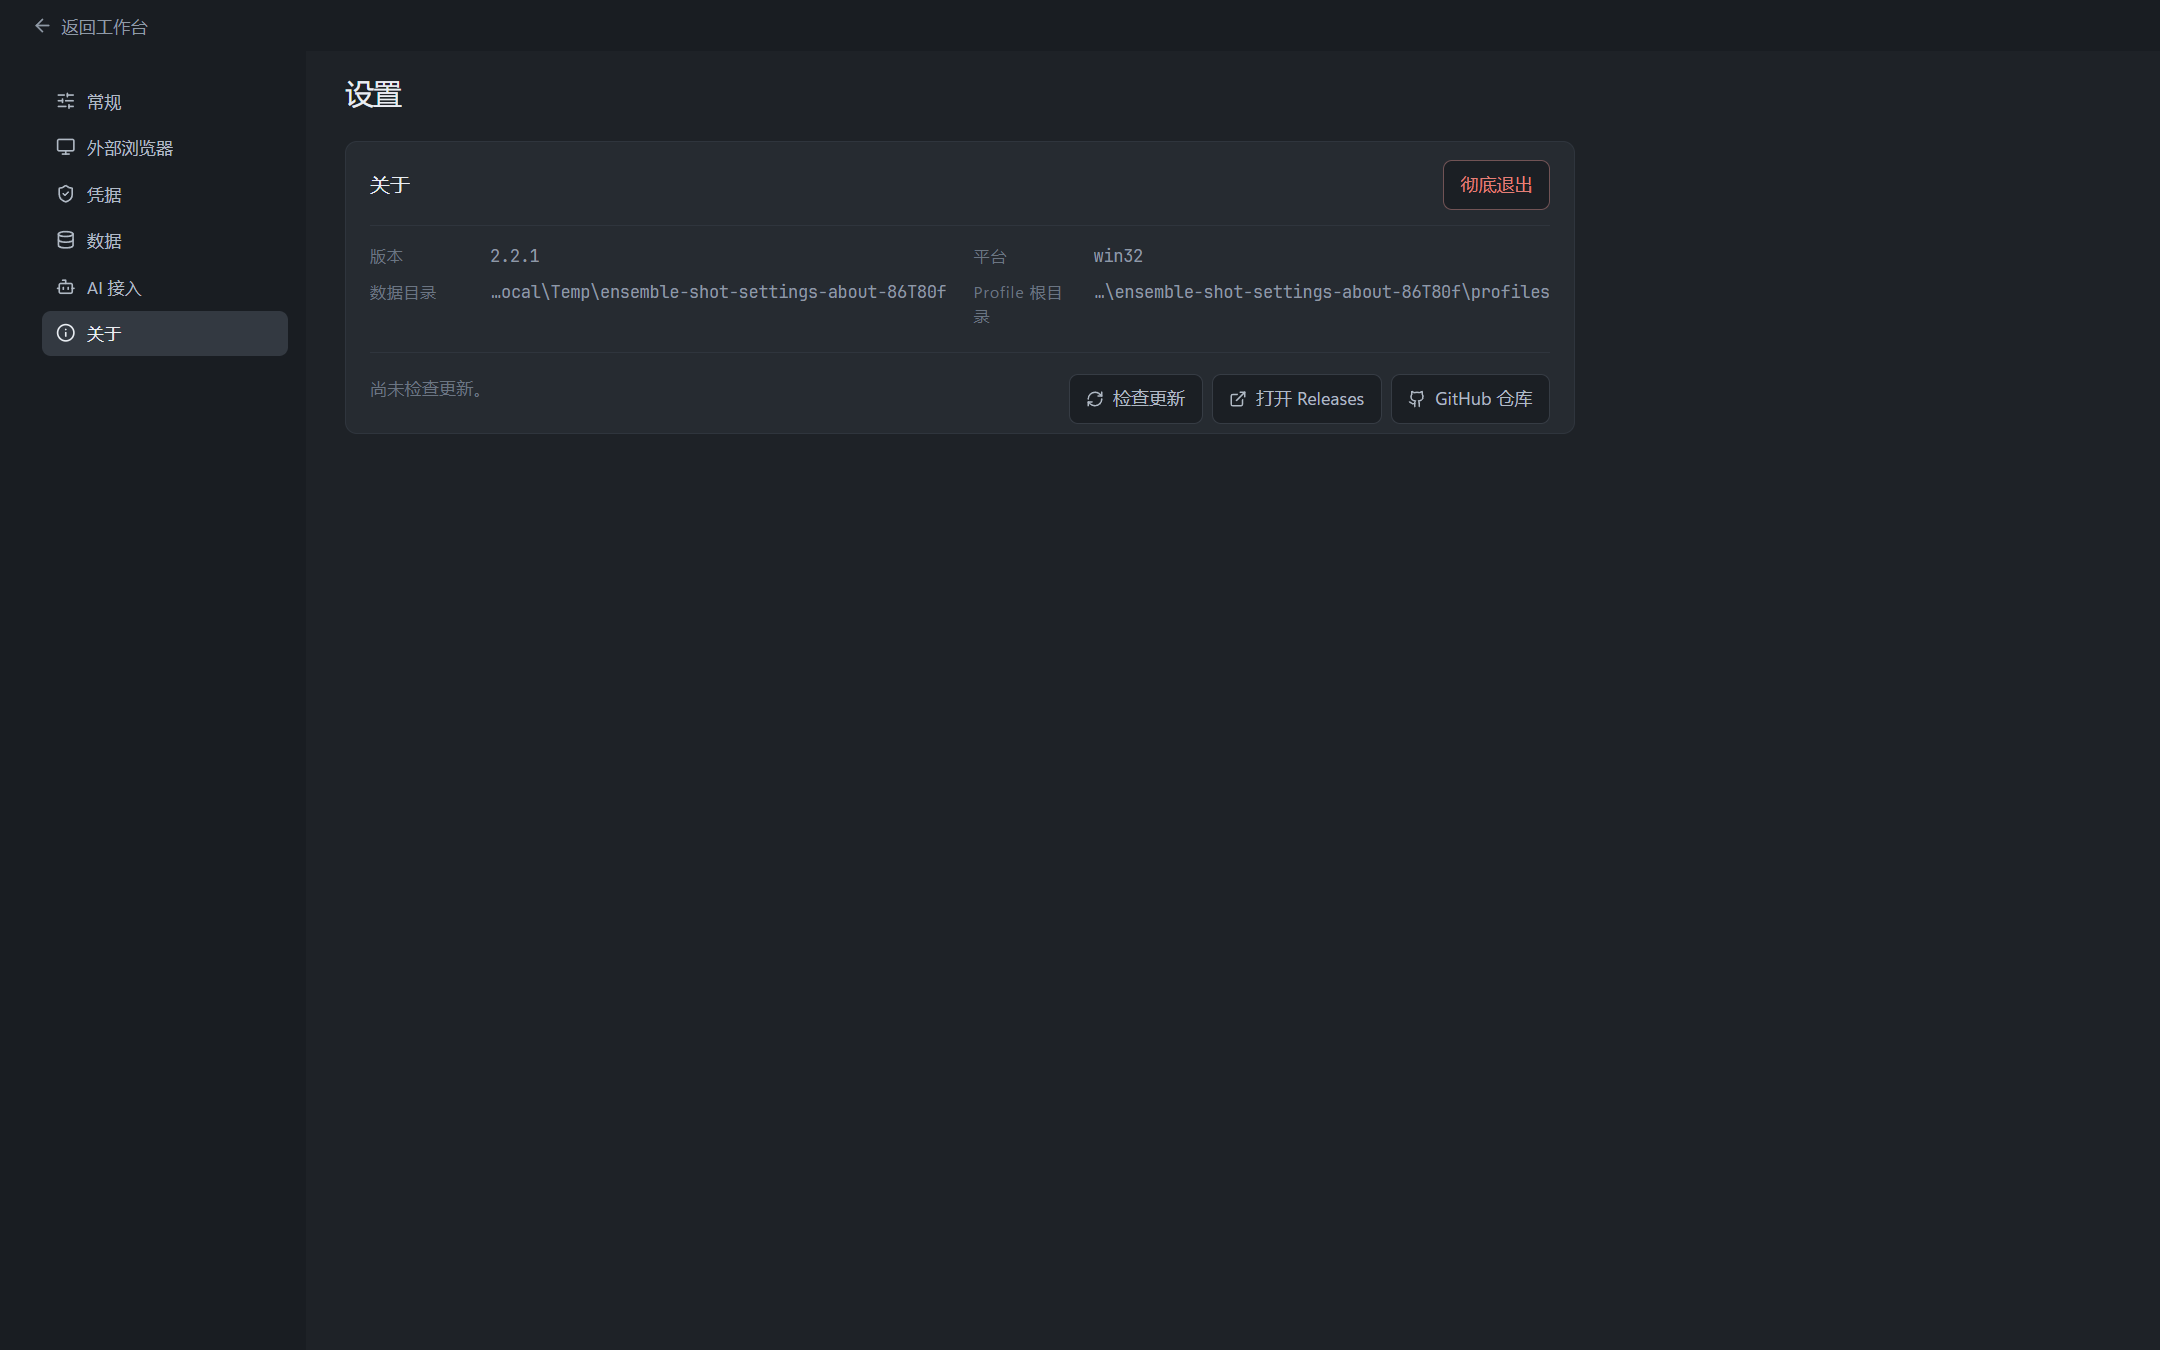 返回工作台
常规
外部浏览器
凭据
数据
AI 接入
关于
设置
关于
彻底退出
版本 2.2.1 平台 win32
数据目录 …ocal\Temp\ensemble-shot-settings-about-86T80f Profile 根目录 …\ensemble-shot-settings-about-86T80f\profiles
尚未检查更新。
检查更新 打开 Releases GitHub 仓库